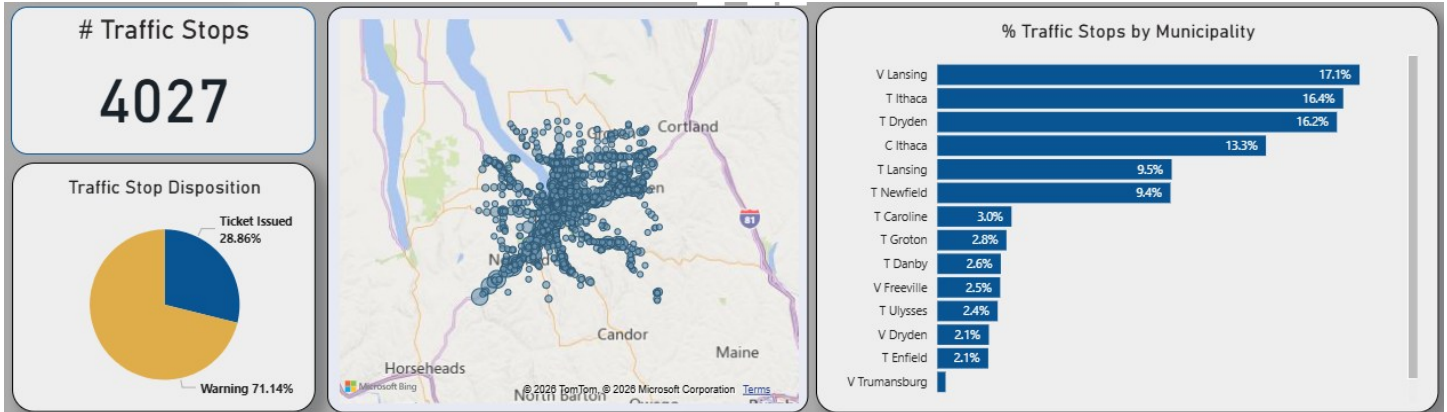 # Traffic Stops
4027
Traffic Stop Disposition
Ticket Issued
28.86%
Warning 71.14%
Cortland
81
Candor
Maine
Horseheads
North Barton
Microsoft Bing
© 2026 TomTom, © 2026 Microsoft Corporation Terms
% Traffic Stops by Municipality
V Lansing 17.1%
T Ithaca 16.4%
T Dryden 16.2%
C Ithaca 13.3%
T Lansing 9.5%
T Newfield 9.4%
T Caroline 3.0%
T Groton 2.8%
T Danby 2.6%
V Freeville 2.5%
T Ulysses 2.4%
V Dryden 2.1%
T Enfield 2.1%
V Trumansburg